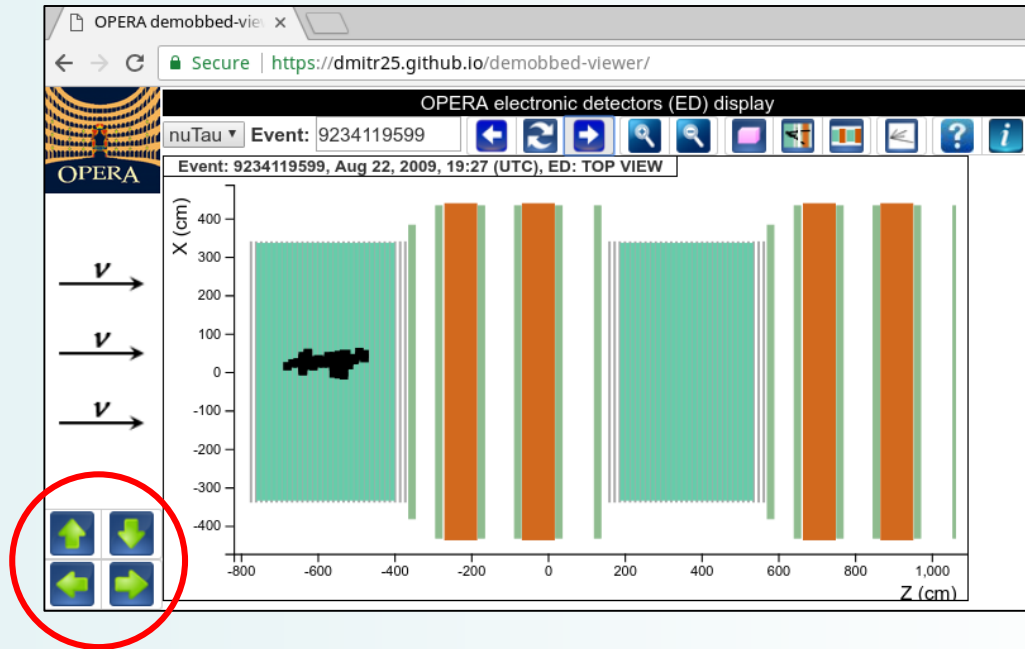 OPERA demobbed-vie
Secure | https://dmitr25.github.io/demobbed-viewer/
OPERA electronic detectors (ED) display
nuTau Event: 9234119599
OPERA
Event: 9234119599, Aug 22, 2009, 19:27 (UTC), ED: TOP VIEW
X (cm)
400
300
200
100
0
-100
-200
-300
-400
ν
ν
ν
-800 -600 -400 -200 0 200 400 600 800 1,000
Z (cm)